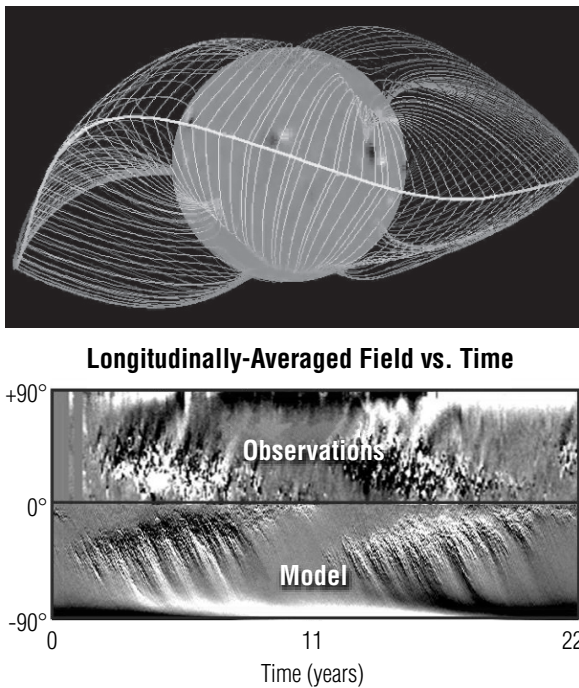 Longitudinally-Averaged Field vs. Time
+90°
Observations
0°
Model
-90°
0
11
22
Time (years)